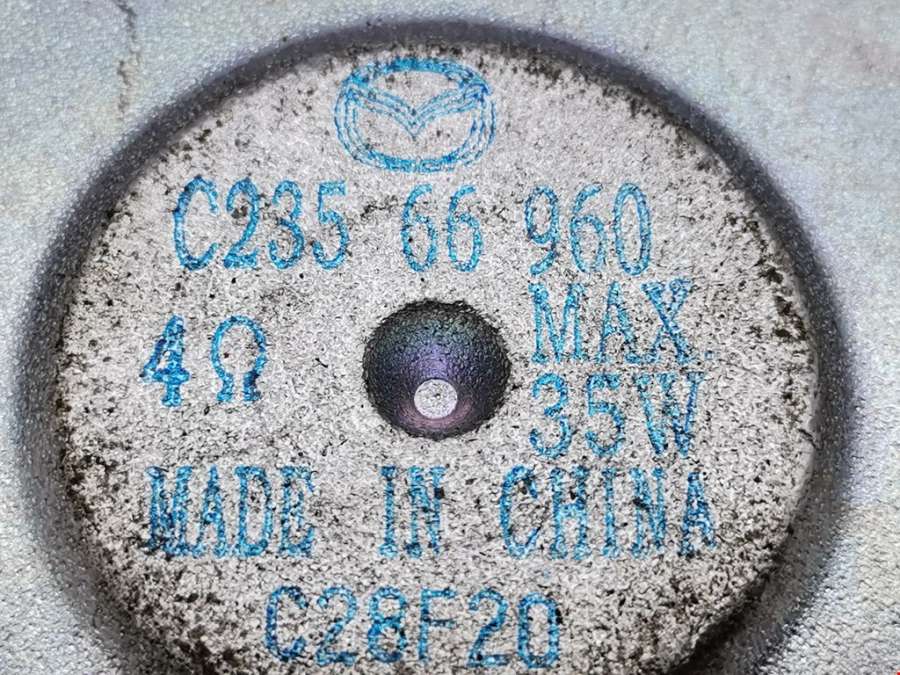 C235 66 960
4Ω
MAX.
35W
MADE IN CHINA
C28F20